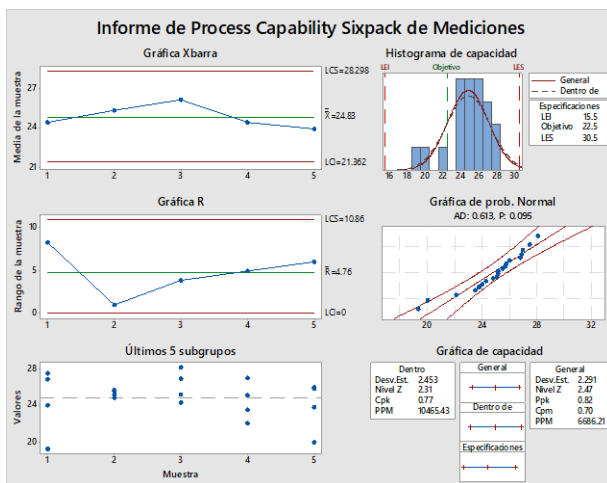 Informe de Process Capability Sixpack de Mediciones
Gráfica Xbarra
Media de la muestra
27
24
21
1 2 3 4 5
LCS=28.298
X̿=24.83
LCI=21.362
Histograma de capacidad
LEI Objetivo LES
16 18 20 22 24 26 28 30
General
Dentro de
Especificaciones
LEI 15.5
Objetivo 22.5
LES 30.5
Gráfica R
Rango de la muestra
10
5
0
1 2 3 4 5
LCS=10.86
R̅=4.76
LCI=0
Gráfica de prob. Normal
AD: 0.613, P: 0.095
20 24 28 32
Últimos 5 subgrupos
Valores
28
24
20
1 2 3 4 5
Muestra
Gráfica de capacidad
Dentro
Desv.Est. 2.453
Nivel Z 2.31
Cpk 0.77
PPM 10465.43
General
Dentro de
Especificaciones
General
Desv.Est. 2.291
Nivel Z 2.47
Ppk 0.82
Cpm 0.70
PPM 6686.21